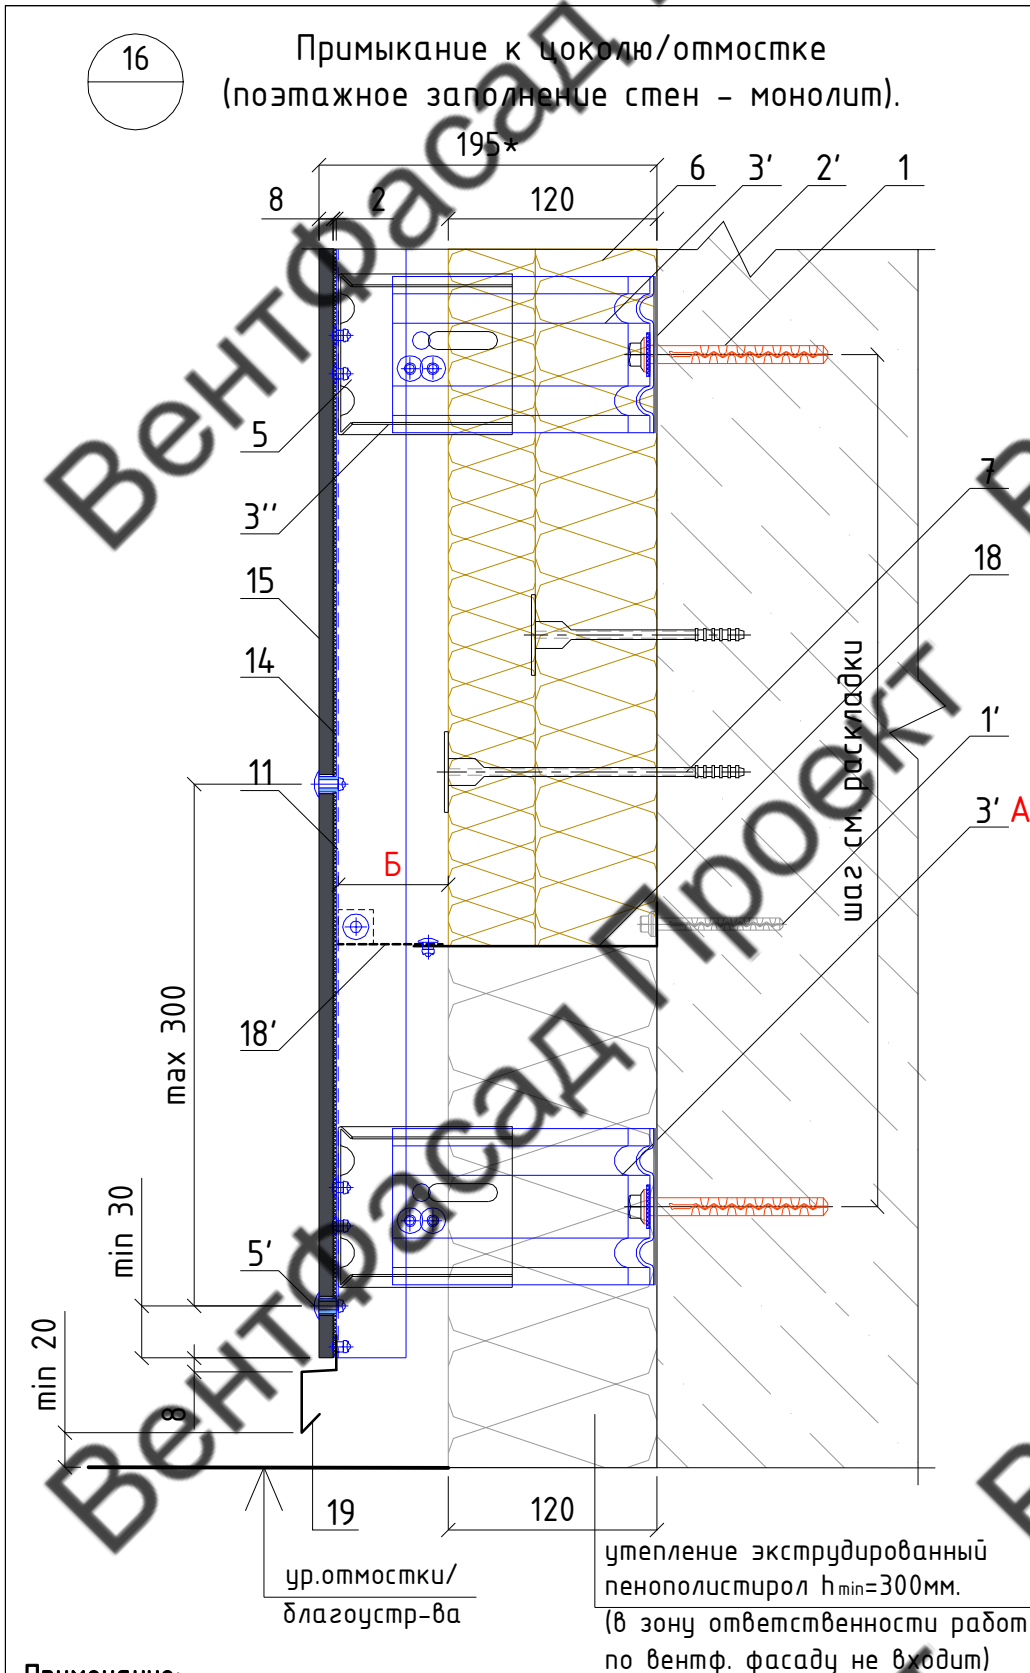 16
Примыкание к цоколю/отмостке
(поэтажное заполнение стен - монолит).
195*
8
2
120
6
3'
2'
1
5
3''
7
18
15
14
11
1'
3' А
Б
шаг см. раскладки
18'
max 300
min 30
5'
min 20
8
19
120
ур.отмостки/
благоустр-ва
утепление экструдированный
пенополистирол hmin=300мм.
(в зону ответственности работ
по вентф. фасаду не входит)
Примечание:
Вентфасад Проект
Вентфасад